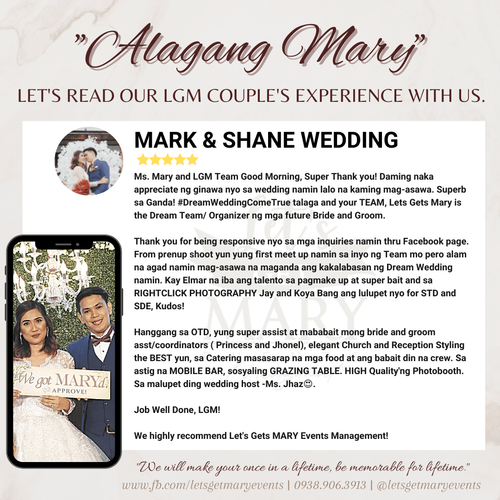 "Alagang Mary"
LET'S READ OUR LGM COUPLE'S EXPERIENCE WITH US.
MARK & SHANE WEDDING
Ms. Mary and LGM Team Good Morning, Super Thank you! Daming naka
appreciate ng ginawa nyo sa wedding namin lalo na kaming mag-asawa. Superb
sa Ganda! #DreamWeddingComeTrue talaga and your TEAM, Lets Gets Mary is
the Dream Team/ Organizer ng mga future Bride and Groom.
Thank you for being responsive nyo sa mga inquiries namin thru Facebook page.
From prenup shoot yun yung first meet up namin sa inyo ng Team mo pero alam
na agad namin mag-asawa na maganda ang kakalabasan ng Dream Wedding
namin. Kay Elmar na iba ang talento sa pagmake up at super bait and sa
RIGHTCLICK PHOTOGRAPHY Jay and Koya Bang ang lulupet nyo for STD and
SDE, Kudos!
Hanggang sa OTD, yung super assist at mababait mong bride and groom
asst/coordinators ( Princess and Jhonel), elegant Church and Reception Styling
the BEST yun, sa Catering masasarap na mga food at ang babait din na crew. Sa
astig na MOBILE BAR, sosyaling GRAZING TABLE. HIGH Quality'ng Photobooth.
Sa malupet ding wedding host -Ms. Jhaz😍.
Job Well Done, LGM!
We highly recommend Let's Gets MARY Events Management!
MARY
We got MARY'd
APPROVE!
"We will make your once in a lifetime, be memorable for lifetime."
www.fb.com/letsgetmaryevents | 0938.906.3913 | @letsgetmaryevents